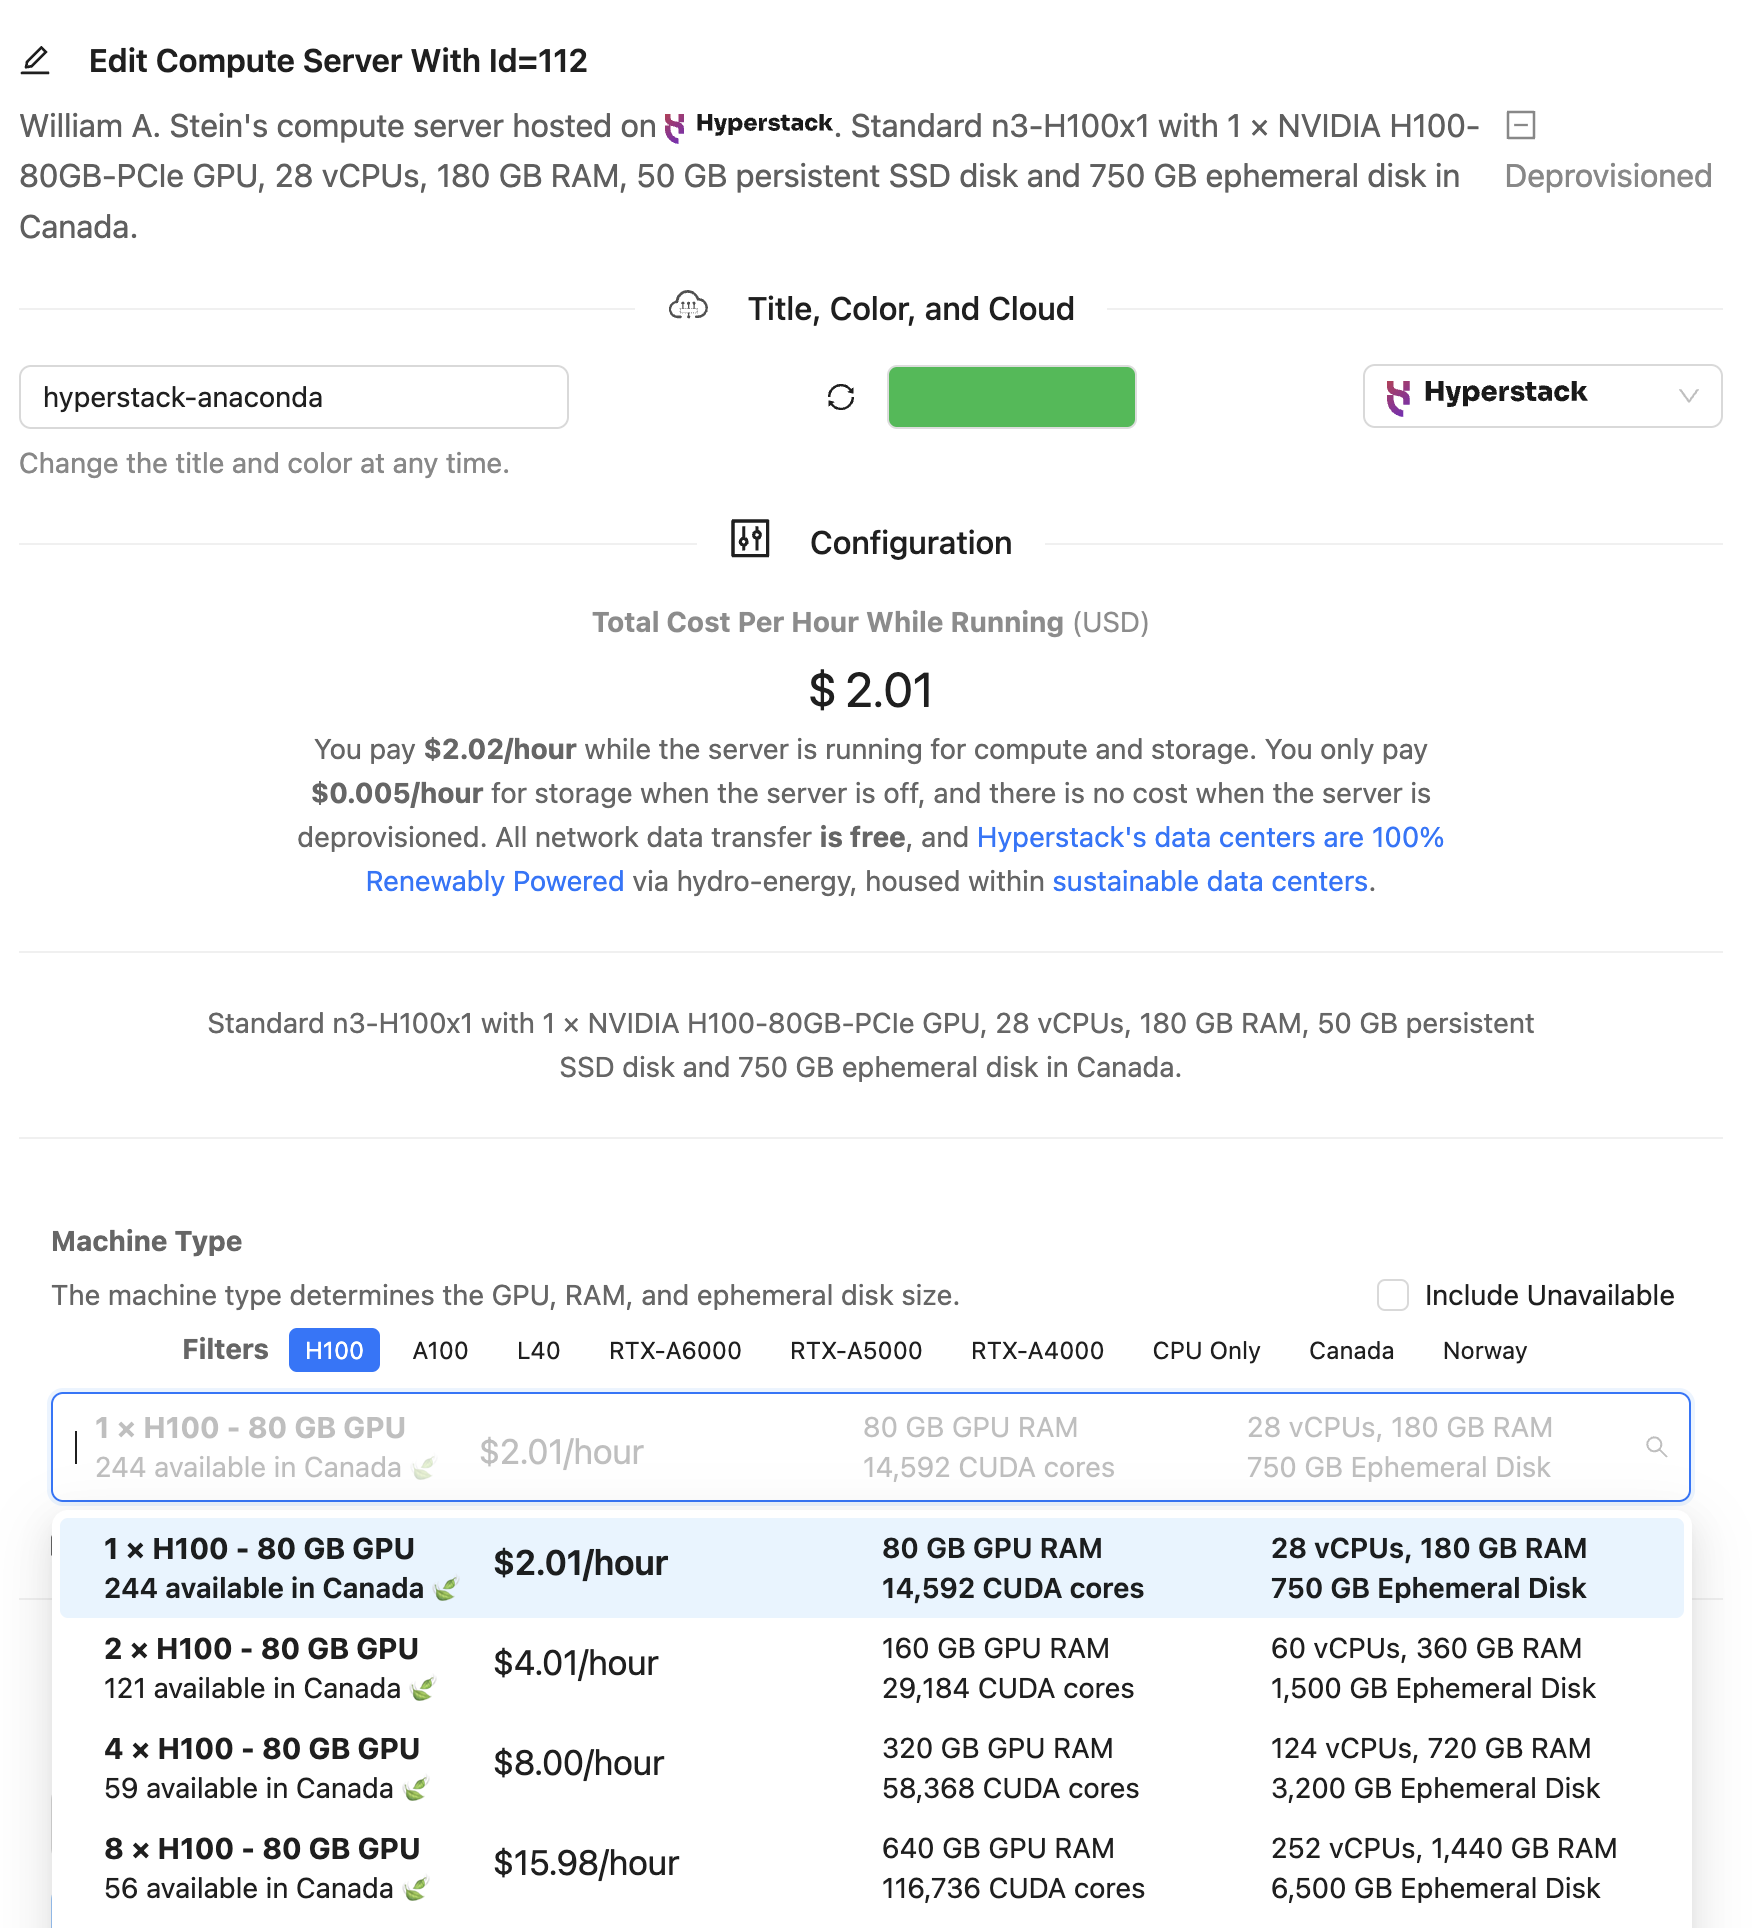 Edit Compute Server With Id=112
William A. Stein's compute server hosted on Hyperstack. Standard n3-H100x1 with 1 × NVIDIA H100-
80GB-PCIe GPU, 28 vCPUs, 180 GB RAM, 50 GB persistent SSD disk and 750 GB ephemeral disk in
Canada.
Deprovisioned
Title, Color, and Cloud
hyperstack-anaconda
Hyperstack
Change the title and color at any time.
Configuration
Total Cost Per Hour While Running (USD)
$ 2.01
You pay $2.02/hour while the server is running for compute and storage. You only pay
$0.005/hour for storage when the server is off, and there is no cost when the server is
deprovisioned. All network data transfer is free, and Hyperstack's data centers are 100%
Renewably Powered via hydro-energy, housed within sustainable data centers.
Standard n3-H100x1 with 1 × NVIDIA H100-80GB-PCIe GPU, 28 vCPUs, 180 GB RAM, 50 GB persistent
SSD disk and 750 GB ephemeral disk in Canada.
Machine Type
The machine type determines the GPU, RAM, and ephemeral disk size.
Include Unavailable
Filters H100 A100 L40 RTX-A6000 RTX-A5000 RTX-A4000 CPU Only Canada Norway
1 × H100 - 80 GB GPU
244 available in Canada
$2.01/hour
80 GB GPU RAM
14,592 CUDA cores
28 vCPUs, 180 GB RAM
750 GB Ephemeral Disk
1 × H100 - 80 GB GPU
244 available in Canada
$2.01/hour
80 GB GPU RAM
14,592 CUDA cores
28 vCPUs, 180 GB RAM
750 GB Ephemeral Disk
2 × H100 - 80 GB GPU
121 available in Canada
$4.01/hour
160 GB GPU RAM
29,184 CUDA cores
60 vCPUs, 360 GB RAM
1,500 GB Ephemeral Disk
4 × H100 - 80 GB GPU
59 available in Canada
$8.00/hour
320 GB GPU RAM
58,368 CUDA cores
124 vCPUs, 720 GB RAM
3,200 GB Ephemeral Disk
8 × H100 - 80 GB GPU
56 available in Canada
$15.98/hour
640 GB GPU RAM
116,736 CUDA cores
252 vCPUs, 1,440 GB RAM
6,500 GB Ephemeral Disk